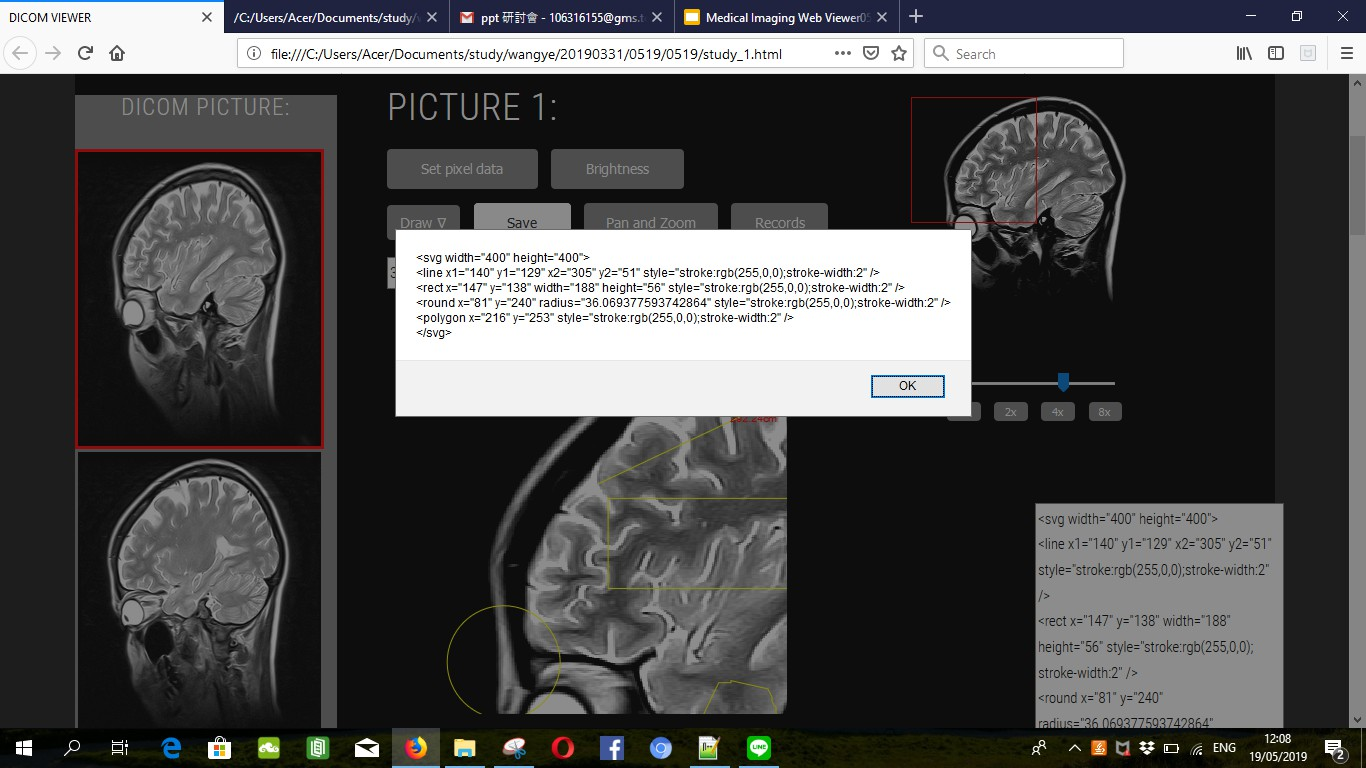 DICOM VIEWER
/C:/Users/Acer/Documents/study/
ppt 研討會 - 106316155@gms.
Medical Imaging Web Viewer
file:///C:/Users/Acer/Documents/study/wangye/20190331/0519/0519/study_1.html
Search
DICOM PICTURE:
PICTURE 1:
Set pixel data
Brightness
Draw ∇
Save
Pan and Zoom
Records
3
<svg width="400" height="400">
<line x1="140" y1="129" x2="305" y2="51" style="stroke:rgb(255,0,0);stroke-width:2" />
<rect x="147" y="138" width="188" height="56" style="stroke:rgb(255,0,0);stroke-width:2" />
<round x="81" y="240" radius="36.069377593742864" style="stroke:rgb(255,0,0);stroke-width:2" />
<polygon x="216" y="253" style="stroke:rgb(255,0,0);stroke-width:2" />
</svg>
OK
2x
4x
8x
<svg width="400" height="400">
<line x1="140" y1="129" x2="305" y2="51"
style="stroke:rgb(255,0,0);stroke-width:2"
/>
<rect x="147" y="138" width="188"
height="56" style="stroke:rgb(255,0,0);
stroke-width:2" />
<round x="81" y="240"
radius="36.069377593742864"
ENG
12:08
19/05/2019
2